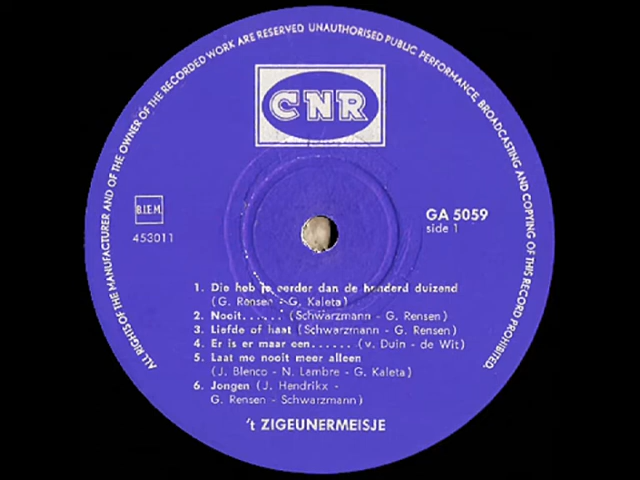 ALL RIGHTS OF THE MANUFACTURER AND OF THE OWNER OF THE RECORDED WORK ARE RESERVED UNAUTHORISED PUBLIC PERFORMANCE, BROADCASTING AND COPYING OF THIS RECORD PROHIBITED.
CNR
B.I.E.M.
453011
GA 5059
side 1
1. Die heb je eerder dan de honderd duizend
(G. Rensen - G. Kaleta)
2. Nooit...... (Schwarzmann - G. Rensen)
3. Liefde of haat (Schwarzmann - G. Rensen)
4. Er is er maar een...... (v. Duin - de Wit)
5. Laat me nooit meer alleen
(J. Blenco - N. Lambre - G. Kaleta)
6. Jongen (J. Hendrikx -
G. Rensen - Schwarzmann)
't ZIGEUNERMEISJE